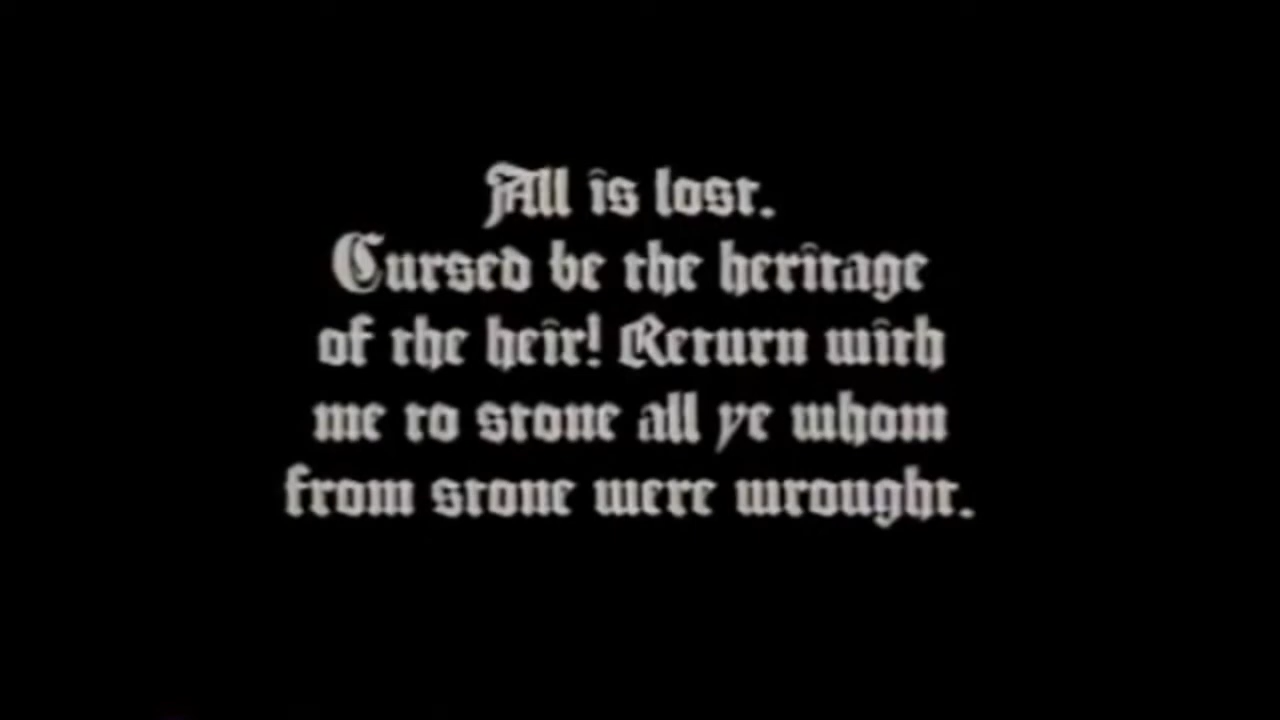 All is lost.
Cursed be the heritage
of the heir! Return with
me to stone all ye whom
from stone were wrought.